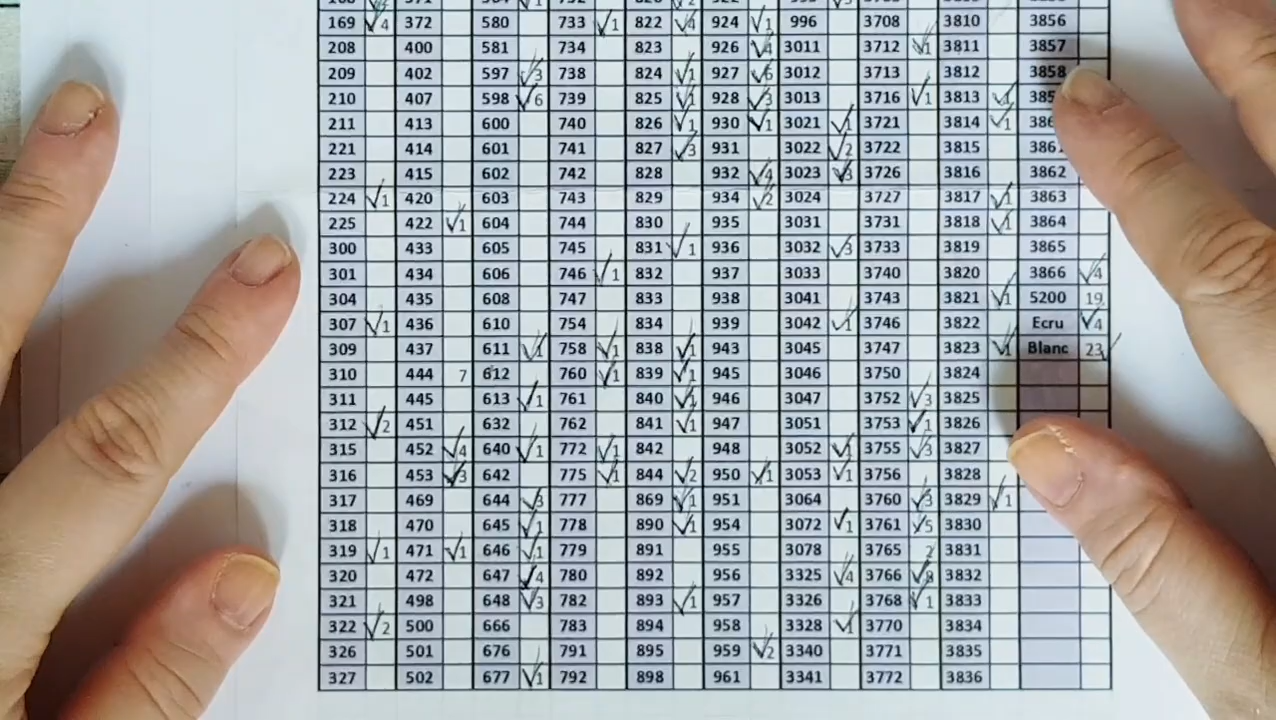 169 √4 372 580 733 √1 822 √4 924 √1 996 3708 3810 3856
208 400 581 734 823 926 √4 3011 3712 √1 3811 3857
209 402 597 √3 738 824 √1 927 √6 3012 3713 3812 3858
210 407 598 √6 739 825 √1 928 √3 3013 3716 √1 3813 √1
211 413 600 740 826 √1 930 √1 3021 √1 3721 3814 √1
221 414 601 741 827 √3 931 3022 √2 3722 3815
223 415 602 742 828 932 √4 3023 √3 3726 3816 3862
224 √1 420 603 743 829 934 √2 3024 3727 3817 √1 3863
225 422 √1 604 744 830 935 3031 3731 3818 √1 3864
300 433 605 745 831 √1 936 3032 √3 3733 3819 3865
301 434 606 746 √1 832 937 3033 3740 3820 3866 √4
304 435 608 747 833 938 3041 3743 3821 √1 5200 19
307 √1 436 610 754 834 939 3042 √1 3746 3822 Ecru √4
309 437 611 √1 758 √1 838 √1 943 3045 3747 3823 √1 Blanc 23√
310 444 7 612 760 √1 839 √1 945 3046 3750 3824
311 445 613 √1 761 840 √1 946 3047 3752 √3 3825
312 √2 451 632 762 841 √1 947 3051 3753 √1 3826
315 452 √4 640 √1 772 √1 842 948 3052 √1 3755 √3 3827
316 453 √3 642 775 √1 844 √2 950 √1 3053 √1 3756 3828
317 469 644 √3 777 869 √1 951 3064 3760 √3 3829 √1
318 470 645 √1 778 890 √1 954 3072 √1 3761 √5 3830
319 √1 471 √1 646 √1 779 891 955 3078 3765 2 3831
320 472 647 √4 780 892 956 3325 √4 3766 √8 3832
321 498 648 √3 782 893 √1 957 3326 3768 √1 3833
322 √2 500 666 783 894 958 3328 √1 3770 3834
326 501 676 791 895 959 √2 3340 3771 3835
327 502 677 √1 792 898 961 3341 3772 3836